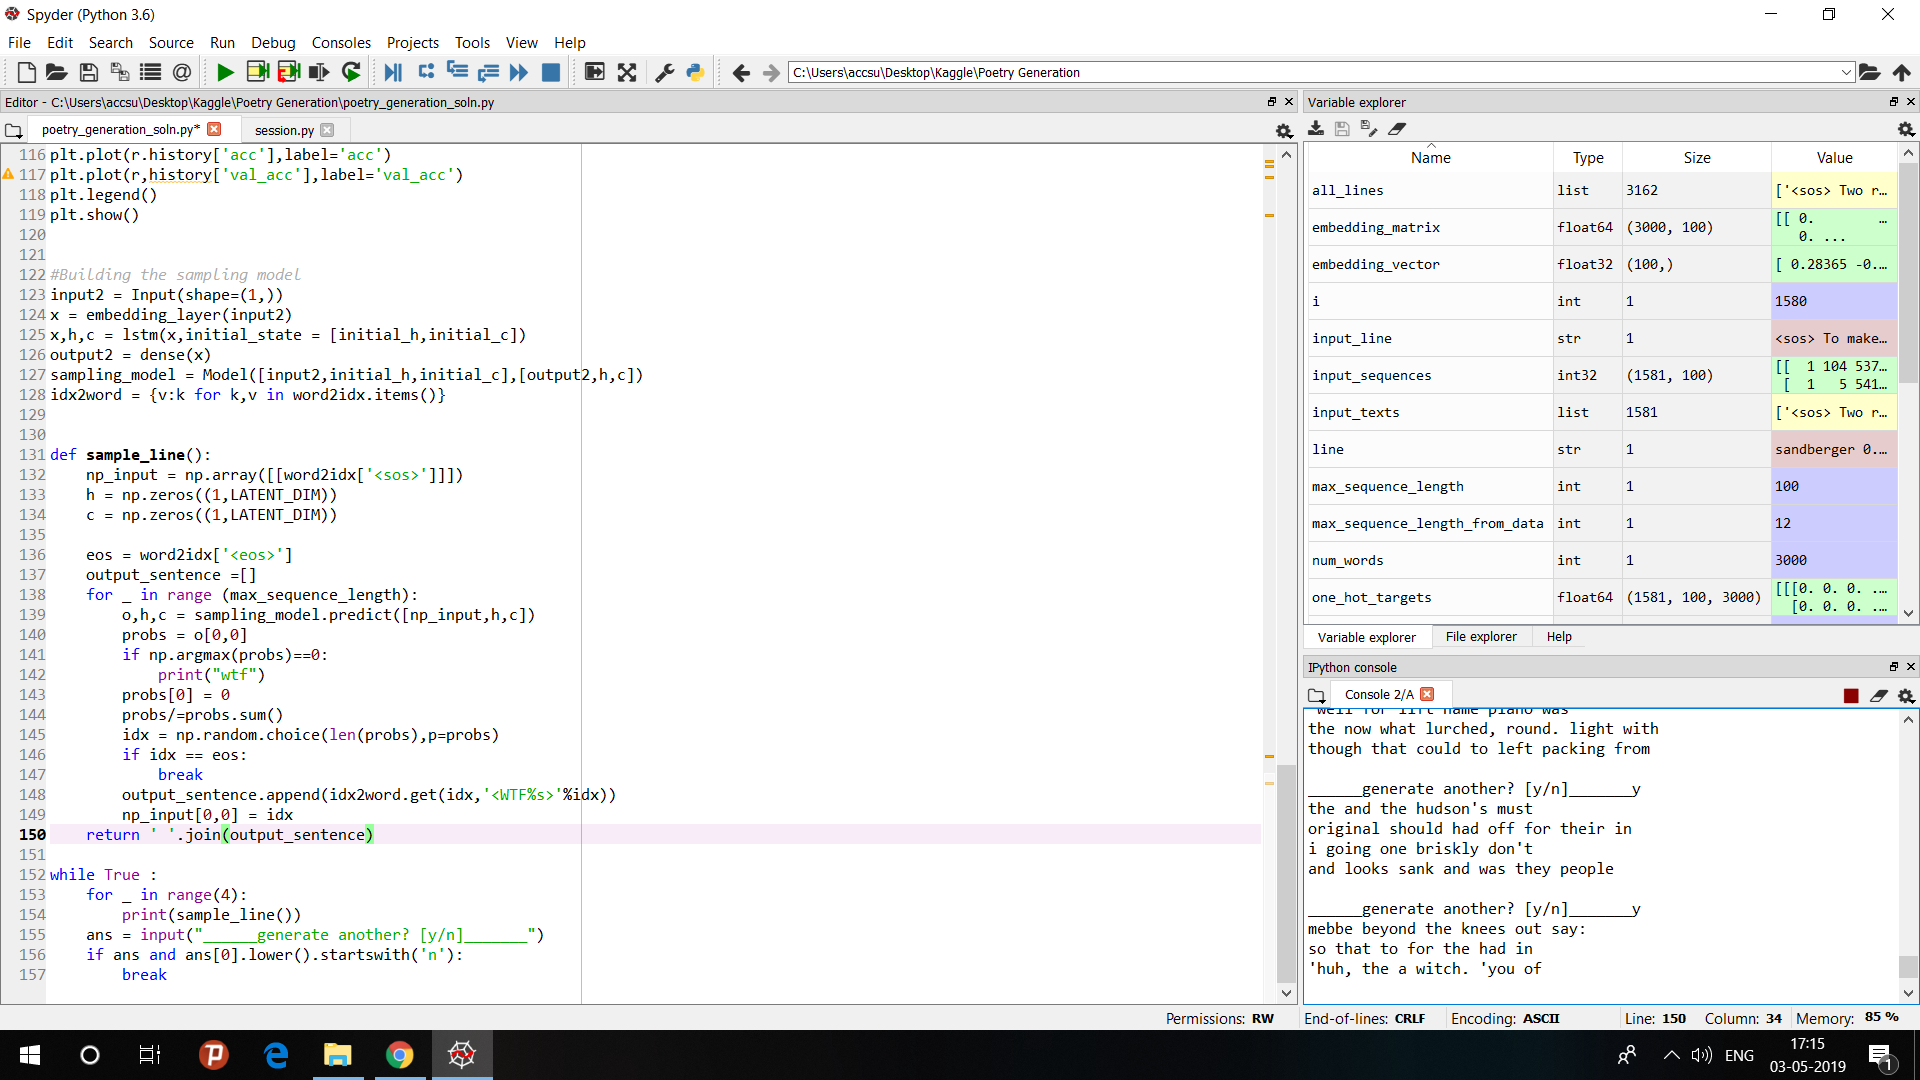 Spyder (Python 3.6)
File Edit Search Source Run Debug Consoles Projects Tools View Help
C:\Users\accsu\Desktop\Kaggle\Poetry Generation
Editor - C:\Users\accsu\Desktop\Kaggle\Poetry Generation\poetry_generation_soln.py
poetry_generation_soln.py* session.py
116 plt.plot(r.history['acc'],label='acc')
117 plt.plot(r,history['val_acc'],label='val_acc')
118 plt.legend()
119 plt.show()
120
121
122 #Building the sampling model
123 input2 = Input(shape=(1,))
124 x = embedding_layer(input2)
125 x,h,c = lstm(x,initial_state = [initial_h,initial_c])
126 output2 = dense(x)
127 sampling_model = Model([input2,initial_h,initial_c],[output2,h,c])
128 idx2word = {v:k for k,v in word2idx.items()}
129
130
131 def sample_line():
132     np_input = np.array([[word2idx['<sos>']]])
133     h = np.zeros((1,LATENT_DIM))
134     c = np.zeros((1,LATENT_DIM))
135
136     eos = word2idx['<eos>']
137     output_sentence =[]
138     for _ in range (max_sequence_length):
139         o,h,c = sampling_model.predict([np_input,h,c])
140         probs = o[0,0]
141         if np.argmax(probs)==0:
142             print("wtf")
143         probs[0] = 0
144         probs/=probs.sum()
145         idx = np.random.choice(len(probs),p=probs)
146         if idx == eos:
147             break
148         output_sentence.append(idx2word.get(idx,'<WTF%s>'%idx))
149         np_input[0,0] = idx
150     return ' '.join(output_sentence)
151
152 while True :
153     for _ in range(4):
154         print(sample_line())
155     ans = input("______generate another? [y/n]_______")
156     if ans and ans[0].lower().startswith('n'):
157         break
Variable explorer
Name Type Size Value
all_lines list 3162 ['<sos> Two r...
embedding_matrix float64 (3000, 100) [[ 0. ...
0. ...
embedding_vector float32 (100,) [ 0.28365 -0....
i int 1 1580
input_line str 1 <sos> To make...
input_sequences int32 (1581, 100) [[ 1 104 537...
[ 1 5 541...
input_texts list 1581 ['<sos> Two r...
line str 1 sandberger 0....
max_sequence_length int 1 100
max_sequence_length_from_data int 1 12
num_words int 1 3000
one_hot_targets float64 (1581, 100, 3000) [[[0. 0. 0. ...
[0. 0. 0. ...
Variable explorer File explorer Help
IPython console
Console 2/A
well for lift name piano was
the now what lurched, round. light with
though that could to left packing from
______generate another? [y/n]_______y
the and the hudson's must
original should had off for their in
i going one briskly don't
and looks sank and was they people
______generate another? [y/n]_______y
mebbe beyond the knees out say:
so that to for the had in
'huh, the a witch. 'you of
Permissions: RW End-of-lines: CRLF Encoding: ASCII Line: 150 Column: 34 Memory: 85 %
ENG
17:15
03-05-2019
1